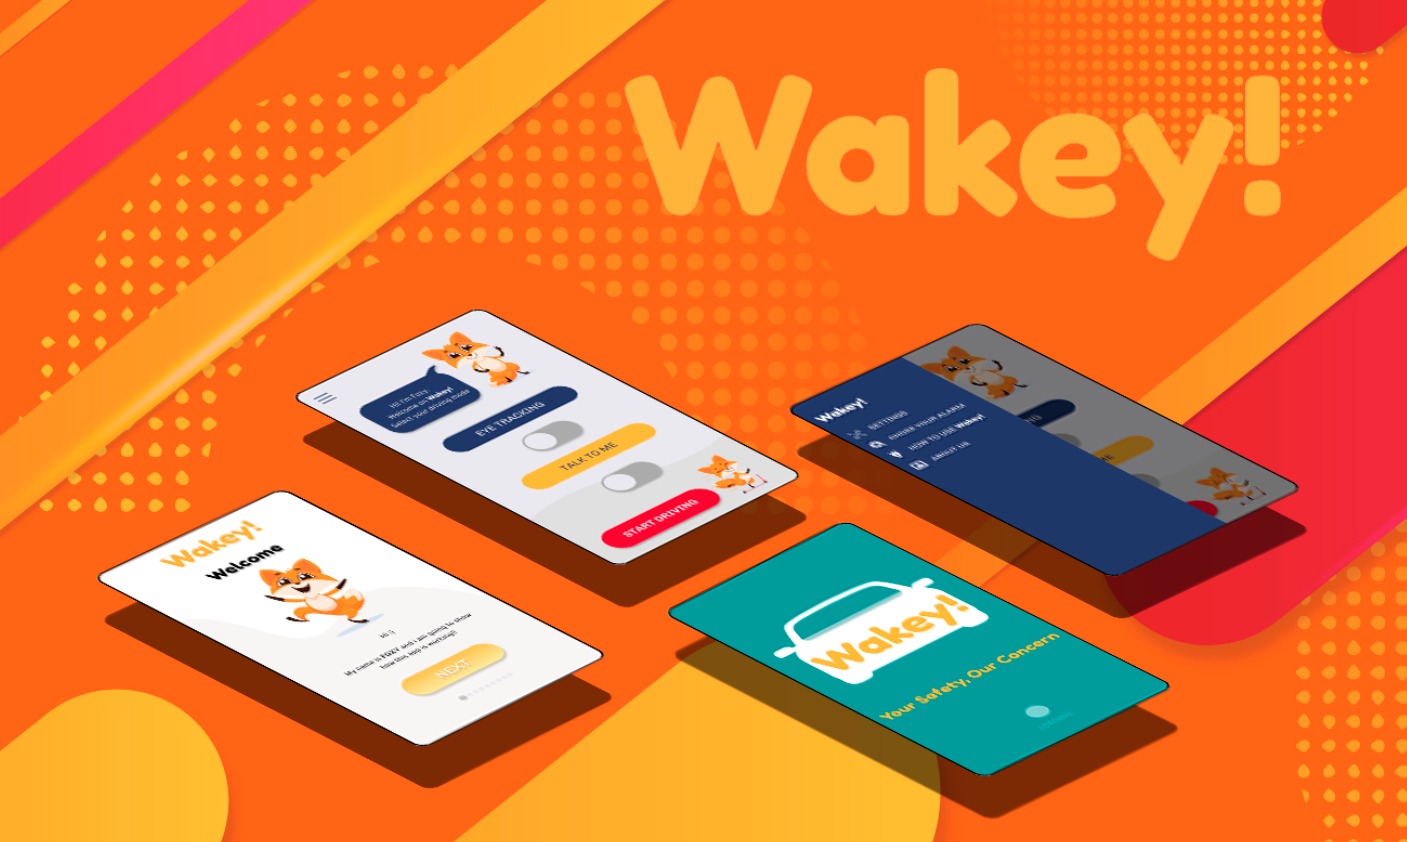 Wakey!
Hi! I'm Foxy,
Welcome on Wakey!
Select your driving mode
EYE TRACKING
TALK TO ME
START DRIVING
Wakey!
SETTINGS
CHOOSE YOUR ALARM
HOW TO USE Wakey!
ABOUT US
ME
Wakey!
Welcome
Hi :)
My name is FOXY and I am going to show
how this app is working!!
NEXT
Wakey!
Your Safety, Our Concern